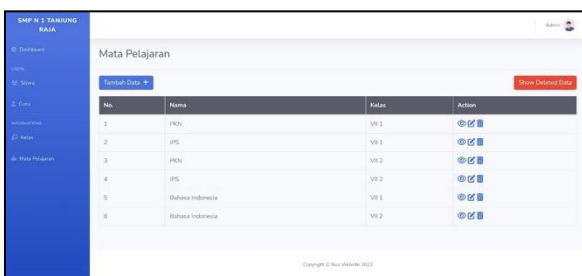 SMP N 1 TANJUNG
RAJA
Admin
Dashboard
Mata Pelajaran
Siswa
Tambah Data +
Show Deleted Data
Guru
No. Nama Kelas Action
INFORMATIONS
1 PKN VII 1
Kelas
2 IPS VII 1
3 PKN VII 2
Mata Pelajaran
4 IPS VII 2
5 Bahasa Indonesia VII 1
6 Bahasa Indonesia VII 2
Copyright © Your Website 2021